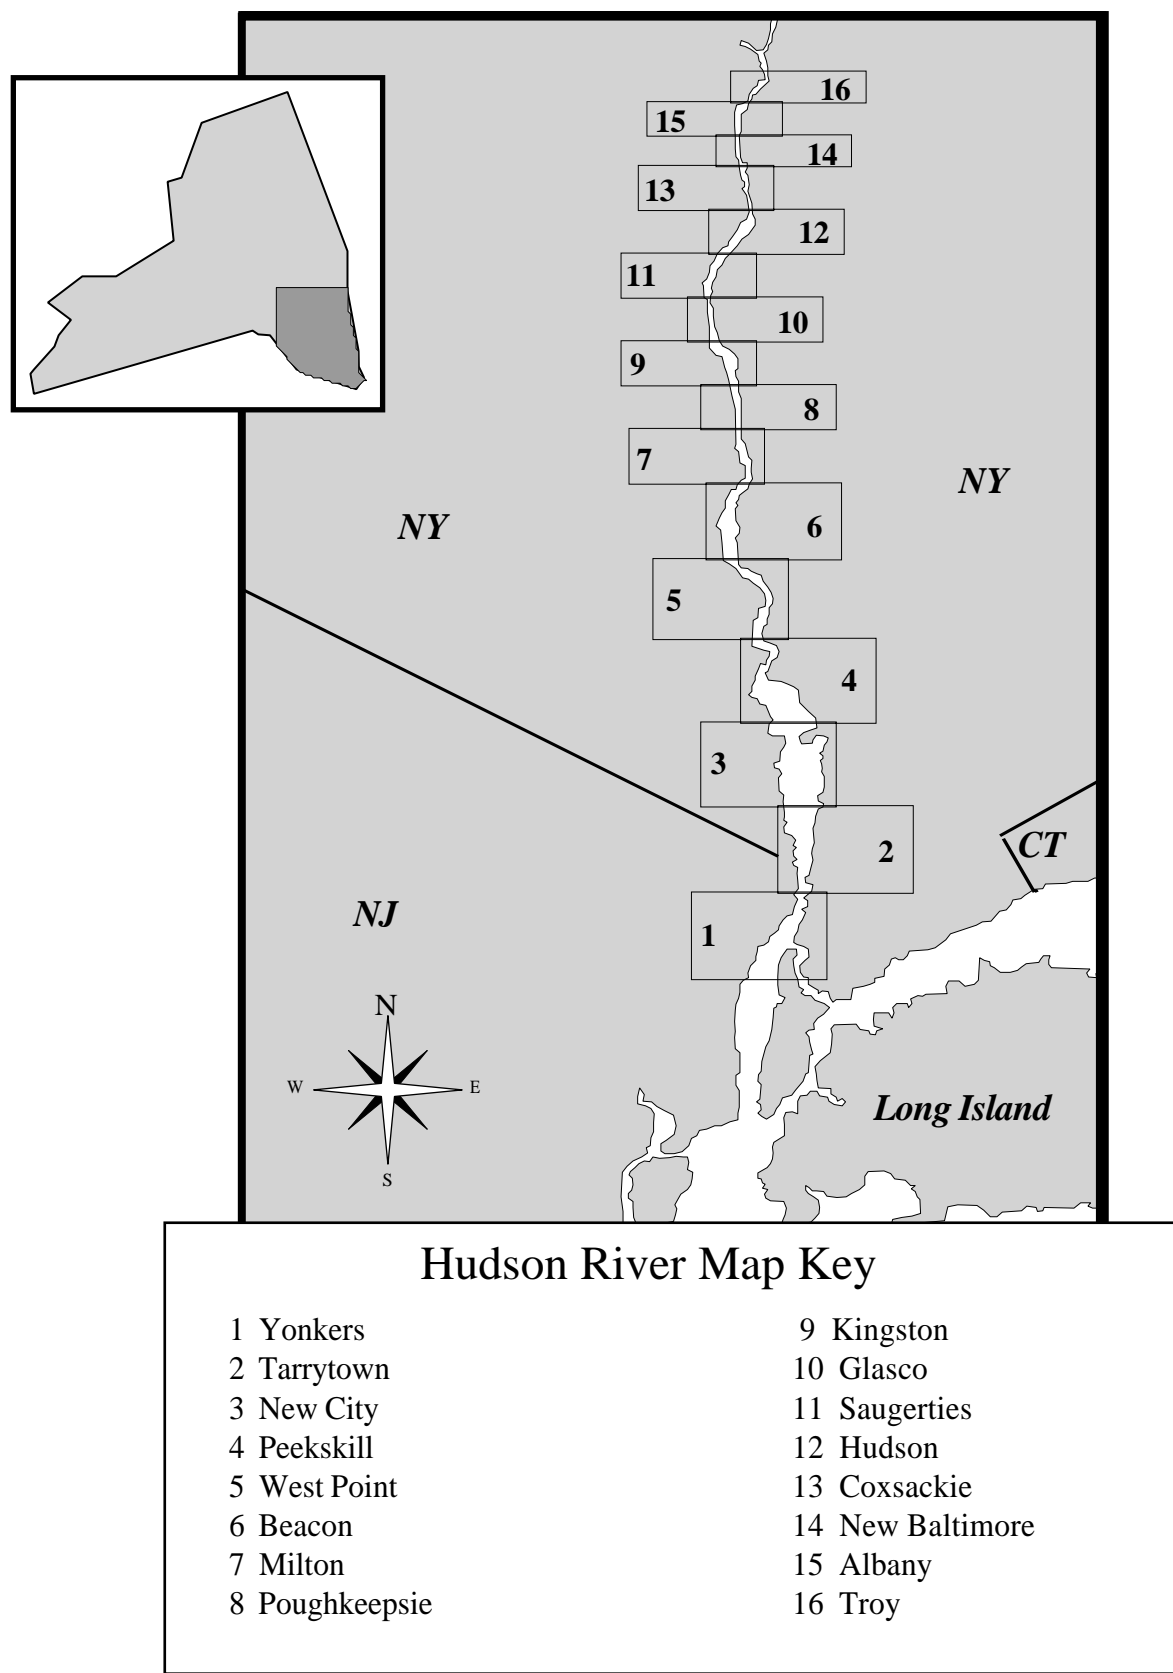 16
15
14
13
12
11
10
9
8
7
NY
6
NY
5
4
3
2
CT
NJ
1
N
W E
Long Island
S
Hudson River Map Key
1 Yonkers
2 Tarrytown
3 New City
4 Peekskill
5 West Point
6 Beacon
7 Milton
8 Poughkeepsie
9 Kingston
10 Glasco
11 Saugerties
12 Hudson
13 Coxsackie
14 New Baltimore
15 Albany
16 Troy